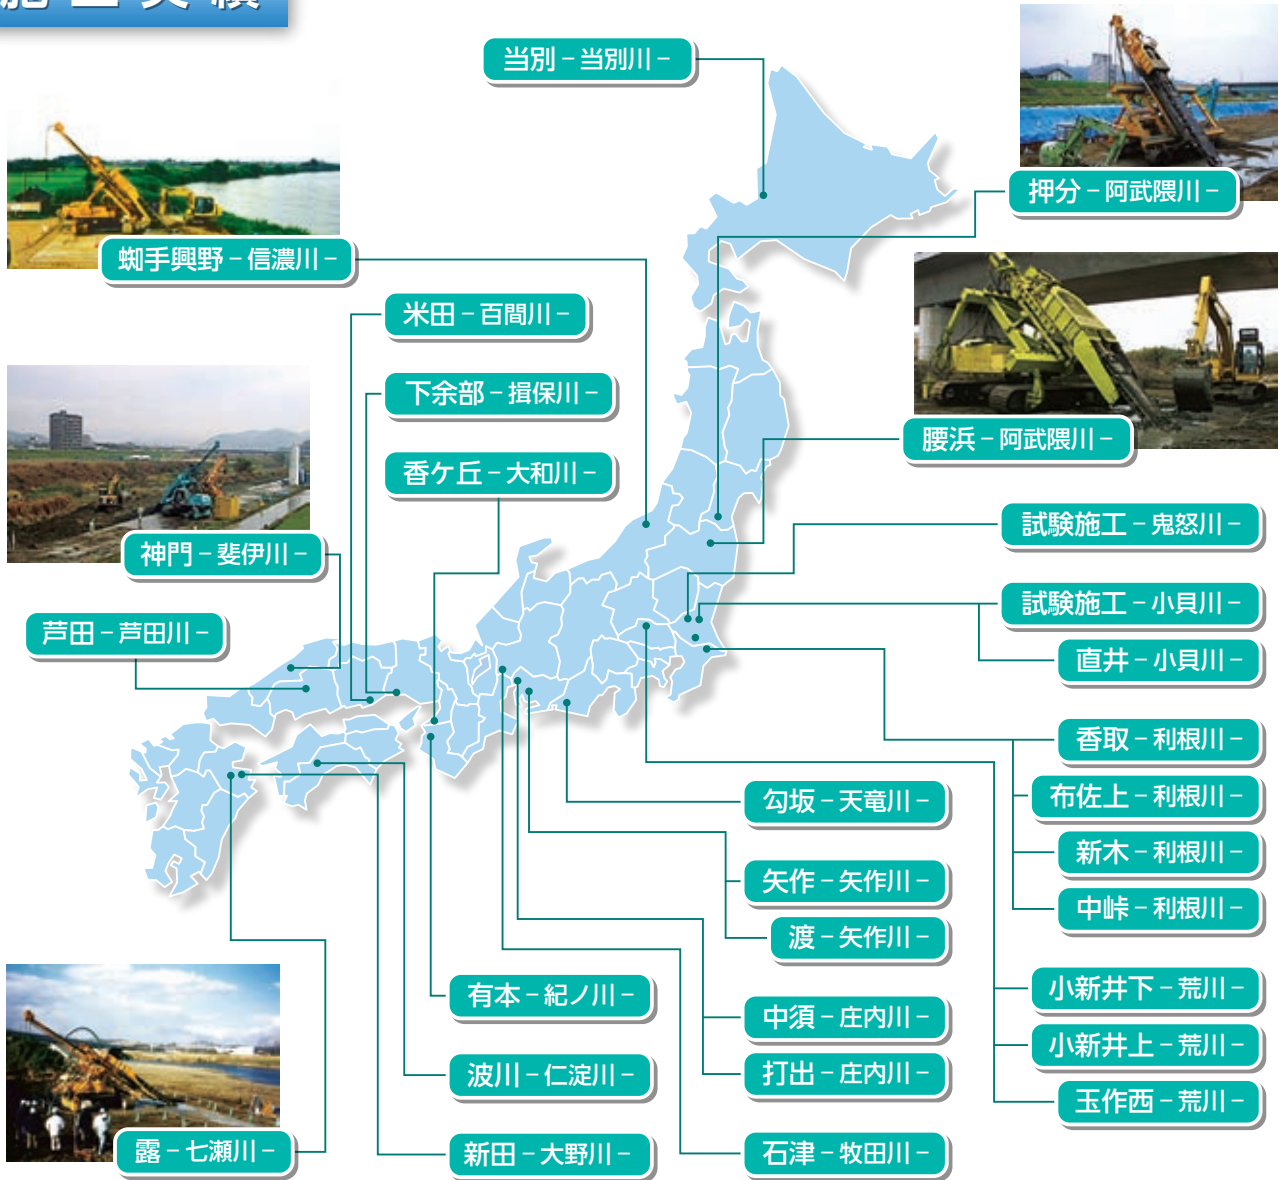 施工実績
当別－当別川－
押分－阿武隈川－
蜘手興野－信濃川－
米田－百間川－
下余部－揖保川－
腰浜－阿武隈川－
香ケ丘－大和川－
試験施工－鬼怒川－
神門－斐伊川－
試験施工－小貝川－
芦田－芦田川－
直井－小貝川－
香取－利根川－
布佐上－利根川－
勾坂－天竜川－
新木－利根川－
矢作－矢作川－
中峠－利根川－
渡－矢作川－
小新井下－荒川－
有本－紀ノ川－
中須－庄内川－
小新井上－荒川－
波川－仁淀川－
打出－庄内川－
玉作西－荒川－
露－七瀬川－
新田－大野川－
石津－牧田川－